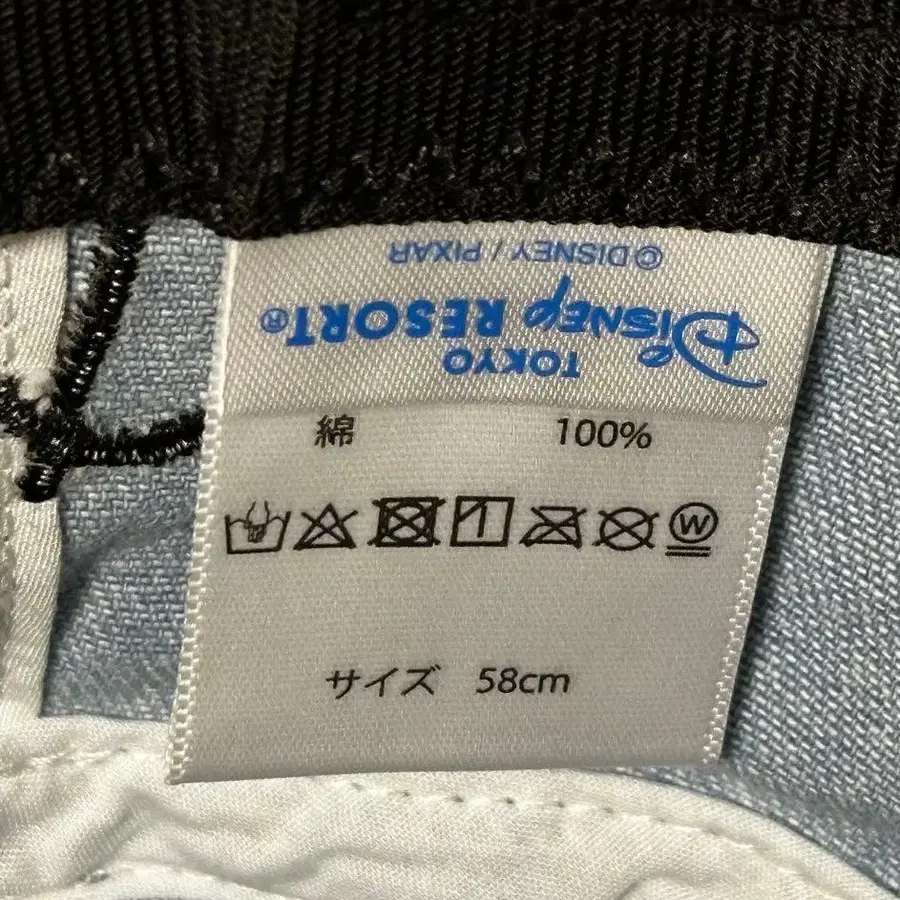 ©DISNEY / PIXAR
TOKYO
Disney RESORT®
綿 100%
W
サイズ 58cm